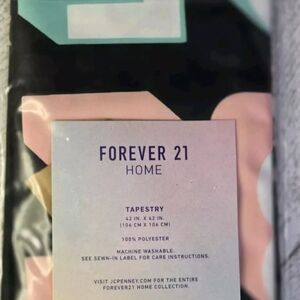 FOREVER 21
HOME
TAPESTRY
42 IN. X 42 IN.
(106 CM X 106 CM)
100% POLYESTER
MACHINE WASHABLE.
SEE SEWN-IN LABEL FOR CARE INSTRUCTIONS.
VISIT JCPENNEY.COM FOR THE ENTIRE
FOREVER21 HOME COLLECTION.